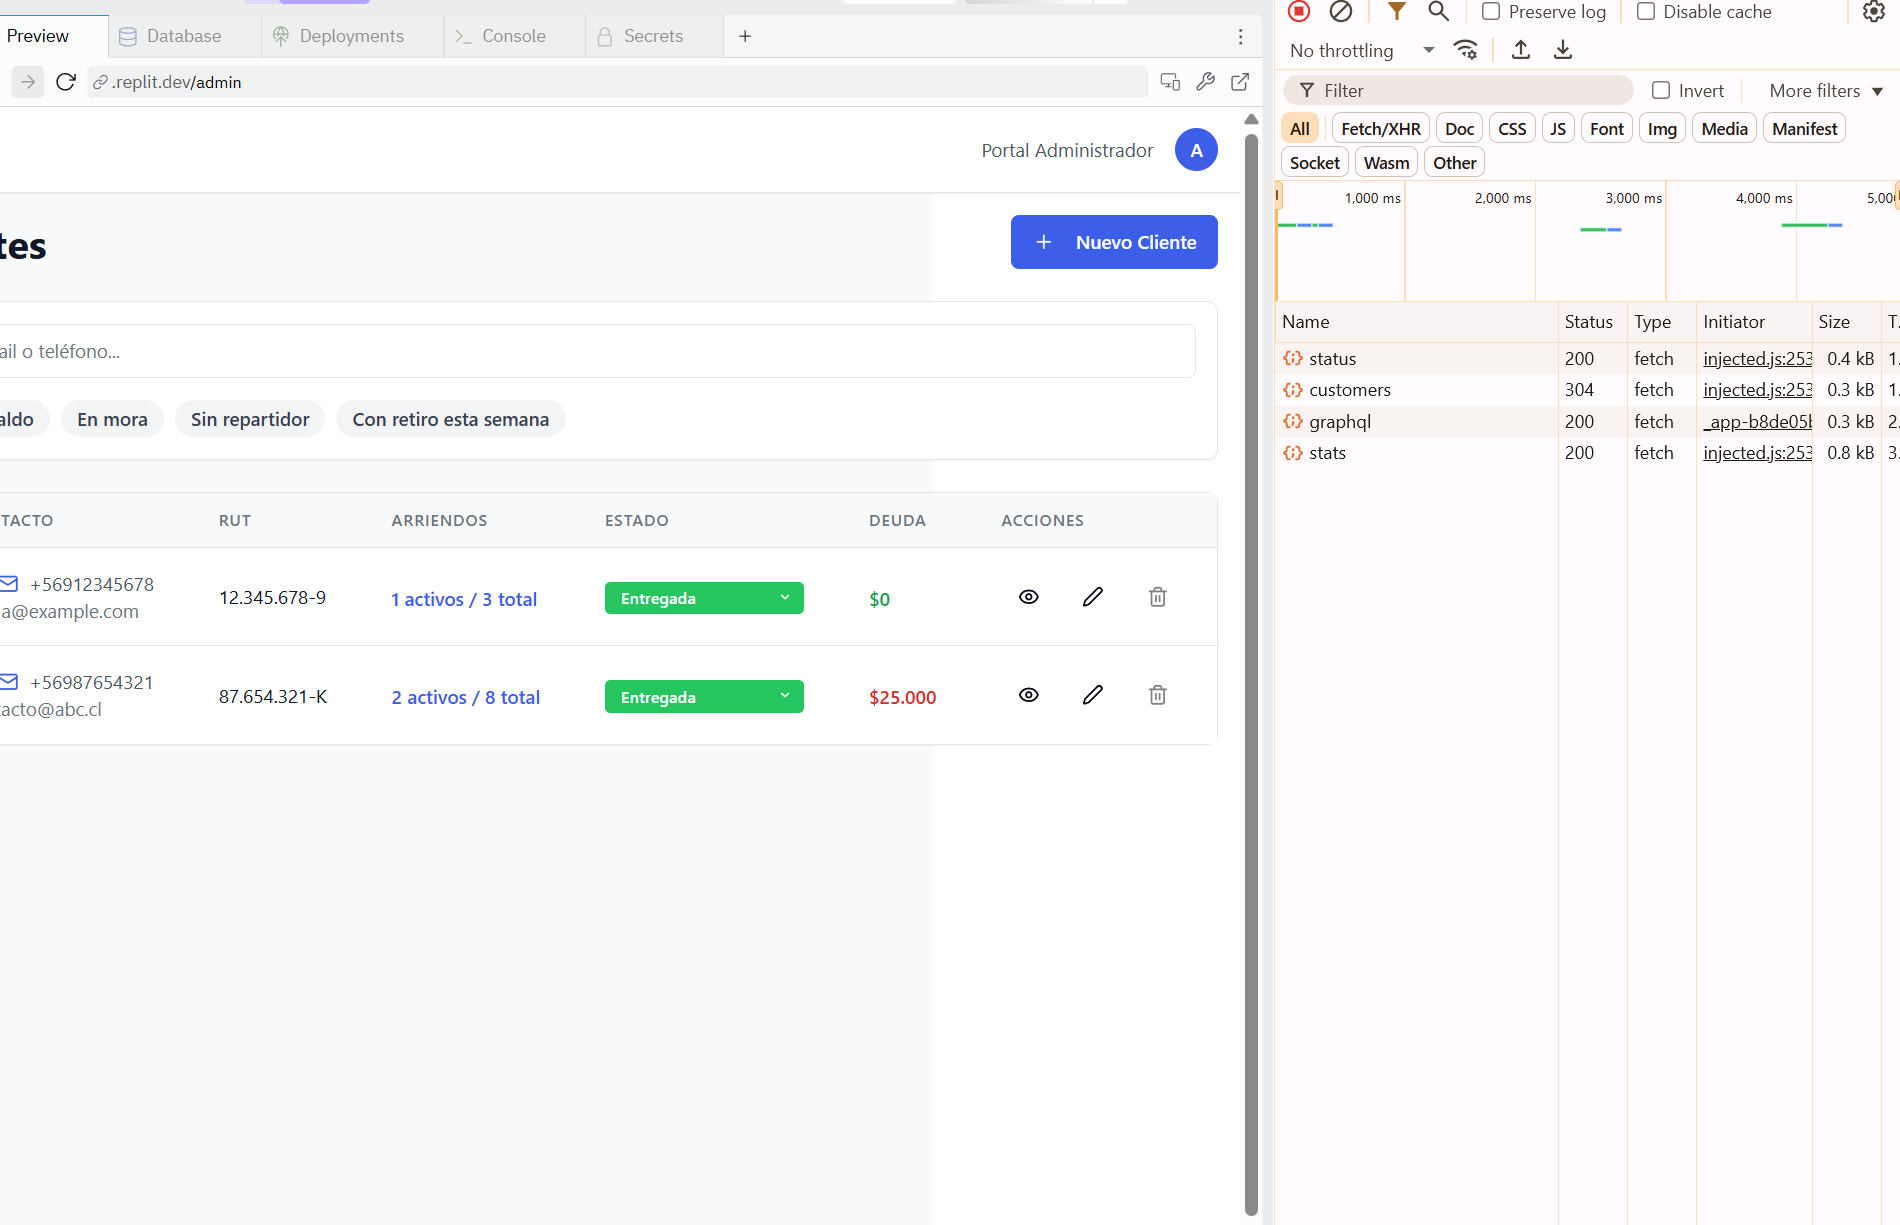 Preview
Database
Deployments
Console
Secrets
.replit.dev/admin
Portal Administrador
A
tes
Nuevo Cliente
ail o teléfono...
aldo
En mora
Sin repartidor
Con retiro esta semana
TACTO RUT ARRIENDOS ESTADO DEUDA ACCIONES
+56912345678
a@example.com
12.345.678-9
1 activos / 3 total
Entregada
$0
+56987654321
tacto@abc.cl
87.654.321-K
2 activos / 8 total
Entregada
$25.000
Preserve log
Disable cache
No throttling
Filter
Invert
More filters
All Fetch/XHR Doc CSS JS Font Img Media Manifest
Socket Wasm Other
1,000 ms 2,000 ms 3,000 ms 4,000 ms 5,000
Name Status Type Initiator Size T.
status 200 fetch injected.js:253 0.4 kB 1.
customers 304 fetch injected.js:253 0.3 kB 1.
graphql 200 fetch _app-b8de05b 0.3 kB 2.
stats 200 fetch injected.js:253 0.8 kB 3.